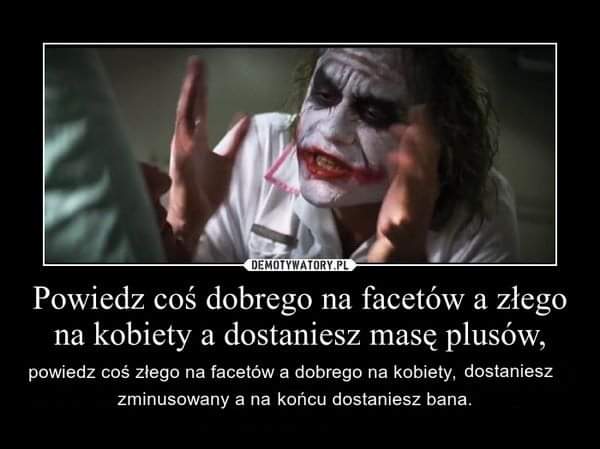 DEMOTYWATORY.PL
Powiedz coś dobrego na facetów a złego
na kobiety a dostaniesz masę plusów,
powiedz coś złego na facetów a dobrego na kobiety, dostaniesz
zminusowany a na końcu dostaniesz bana.